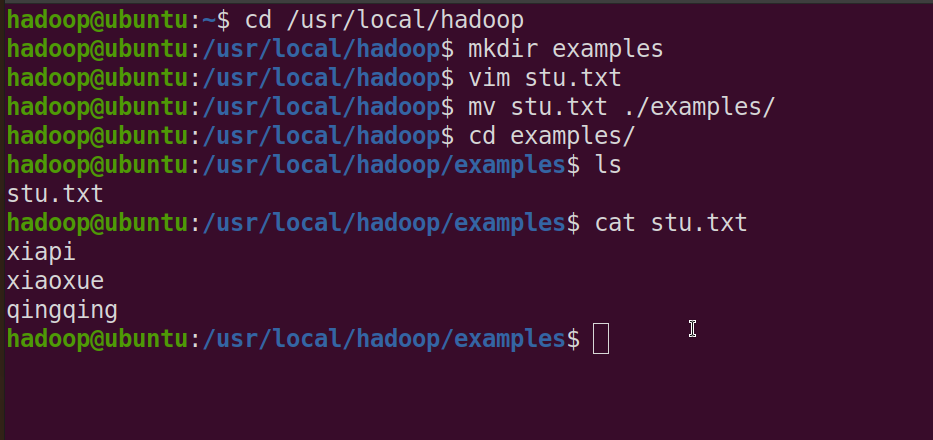 hadoop@ubuntu:~$ cd /usr/local/hadoop
hadoop@ubuntu:/usr/local/hadoop$ mkdir examples
hadoop@ubuntu:/usr/local/hadoop$ vim stu.txt
hadoop@ubuntu:/usr/local/hadoop$ mv stu.txt ./examples/
hadoop@ubuntu:/usr/local/hadoop$ cd examples/
hadoop@ubuntu:/usr/local/hadoop/examples$ ls
stu.txt
hadoop@ubuntu:/usr/local/hadoop/examples$ cat stu.txt
xiapi
xiaoxue
qingqing
hadoop@ubuntu:/usr/local/hadoop/examples$